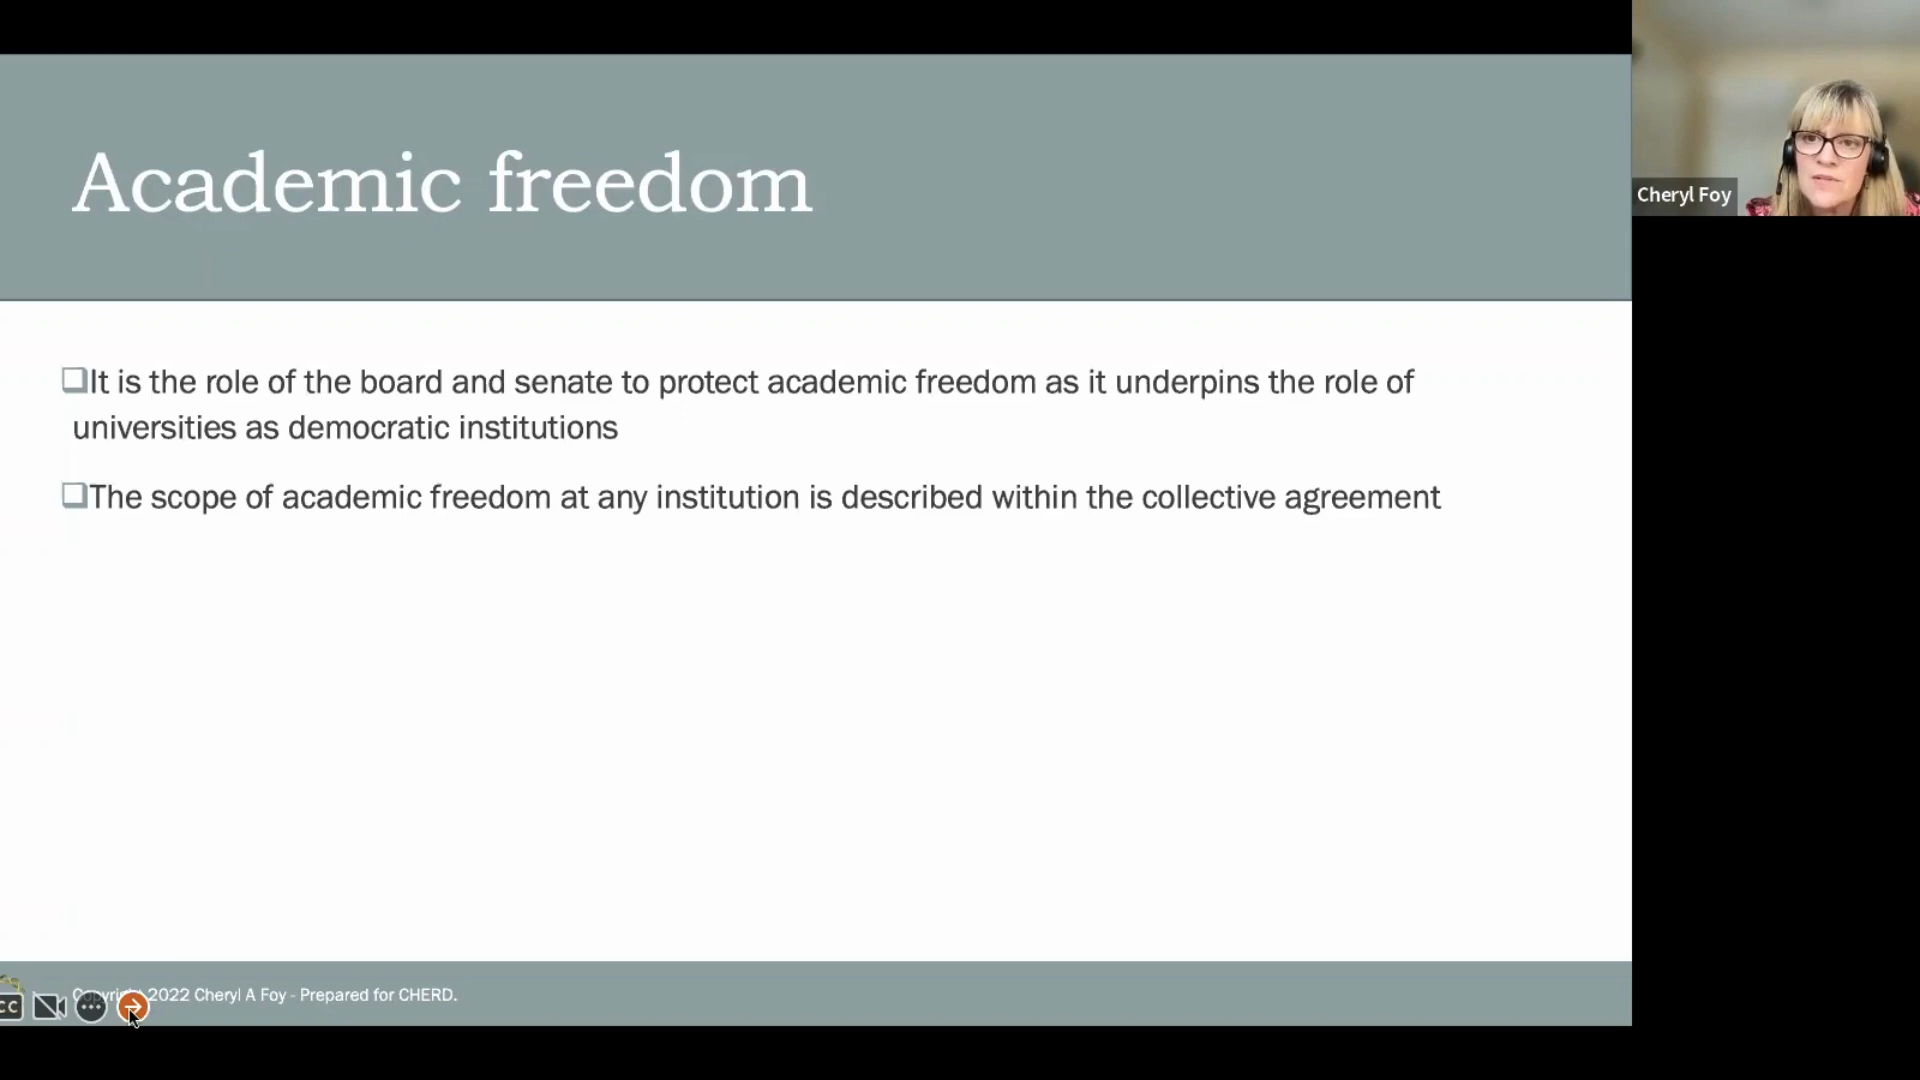 Academic freedom
Cheryl Foy
It is the role of the board and senate to protect academic freedom as it underpins the role of
universities as democratic institutions
The scope of academic freedom at any institution is described within the collective agreement
Copyright 2022 Cheryl A Foy - Prepared for CHERD.
CC